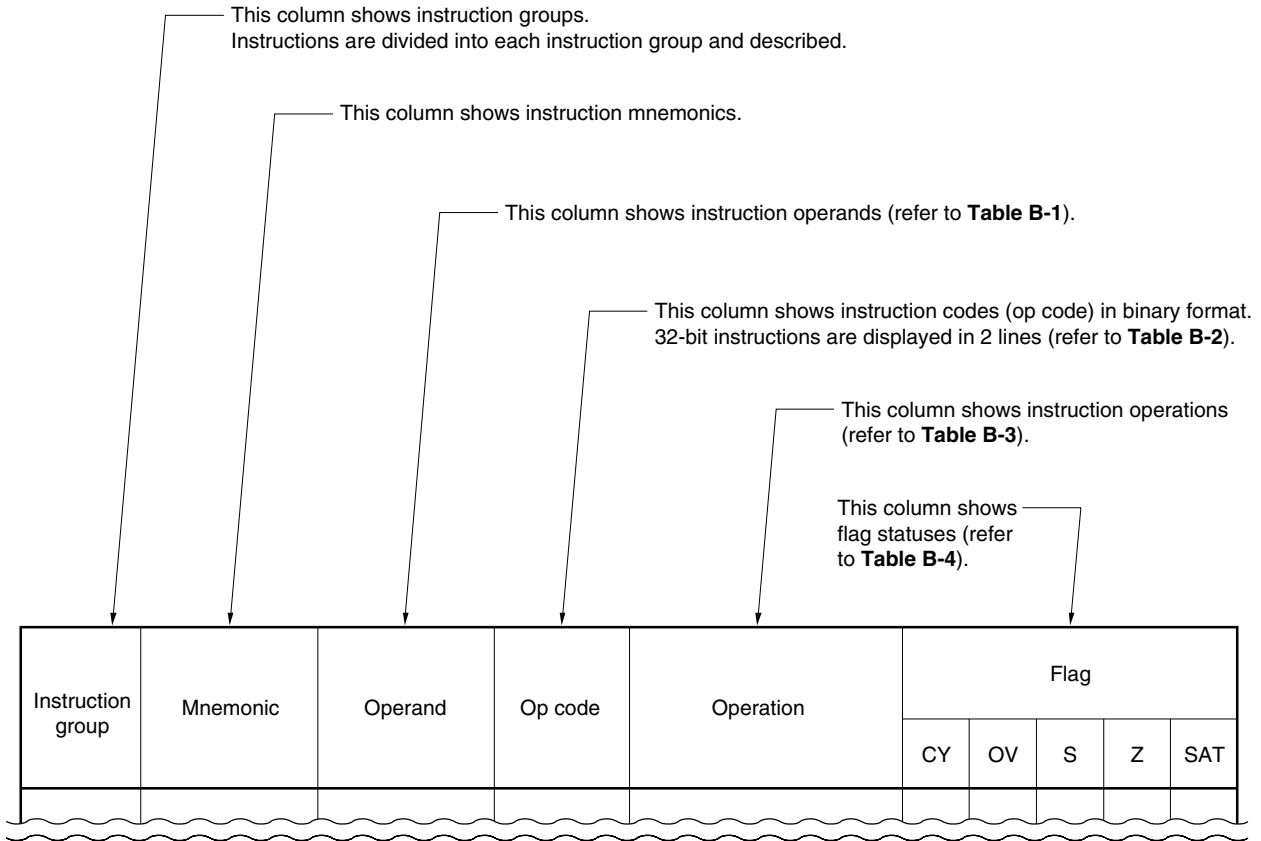 This column shows instruction groups.
Instructions are divided into each instruction group and described.
This column shows instruction mnemonics.
This column shows instruction operands (refer to Table B-1).
This column shows instruction codes (op code) in binary format.
32-bit instructions are displayed in 2 lines (refer to Table B-2).
This column shows instruction operations
(refer to Table B-3).
This column shows
flag statuses (refer
to Table B-4).
Instruction
group
Mnemonic
Operand
Op code
Operation
Flag
CY
OV
S
Z
SAT